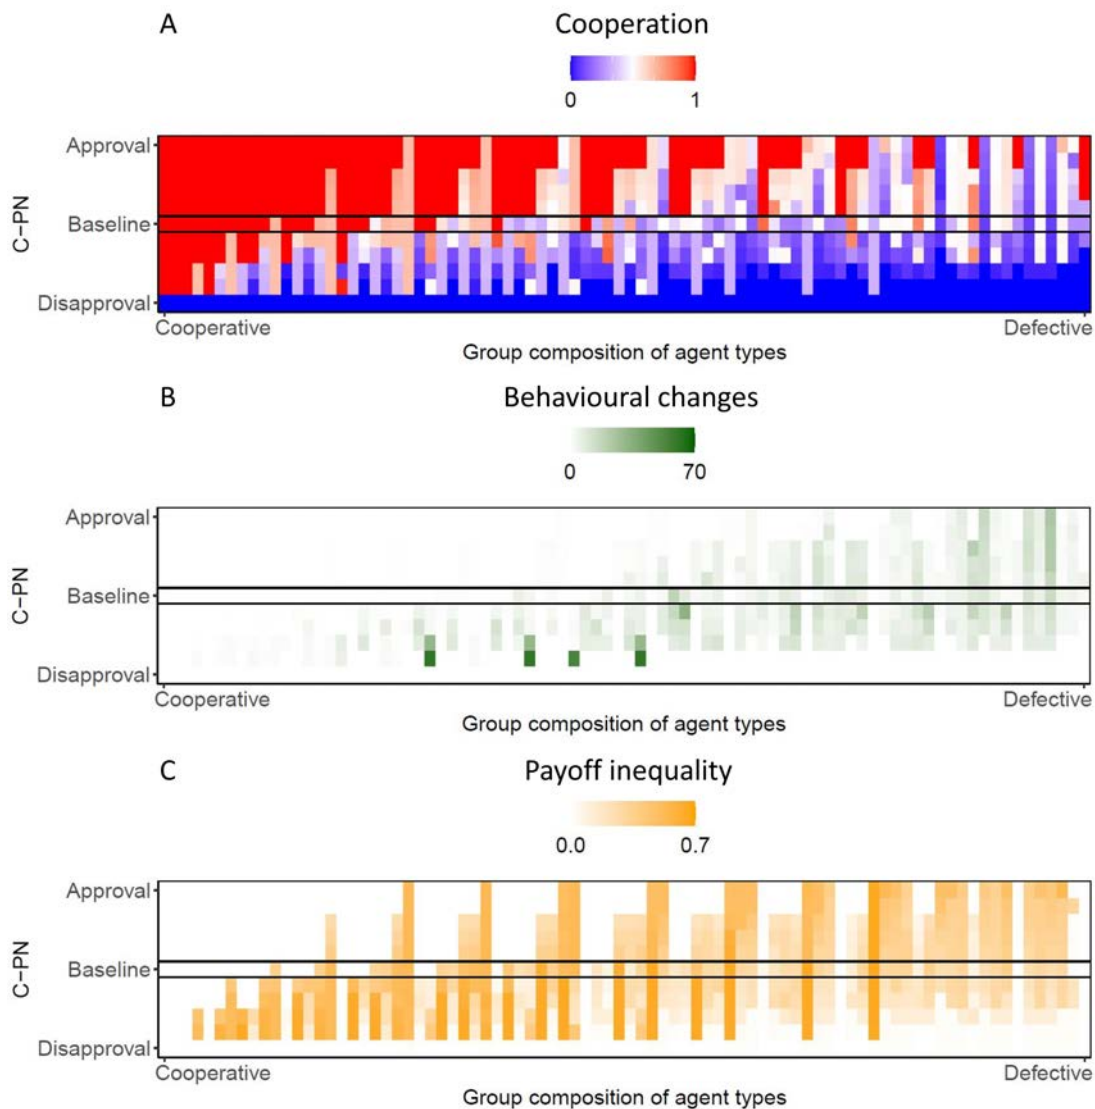 A Cooperation
0 1
Approval
C-PN
Baseline
Disapproval
Cooperative Defective
Group composition of agent types
B Behavioural changes
0 70
Approval
C-PN
Baseline
Disapproval
Cooperative Defective
Group composition of agent types
C Payoff inequality
0.0 0.7
Approval
C-PN
Baseline
Disapproval
Cooperative Defective
Group composition of agent types